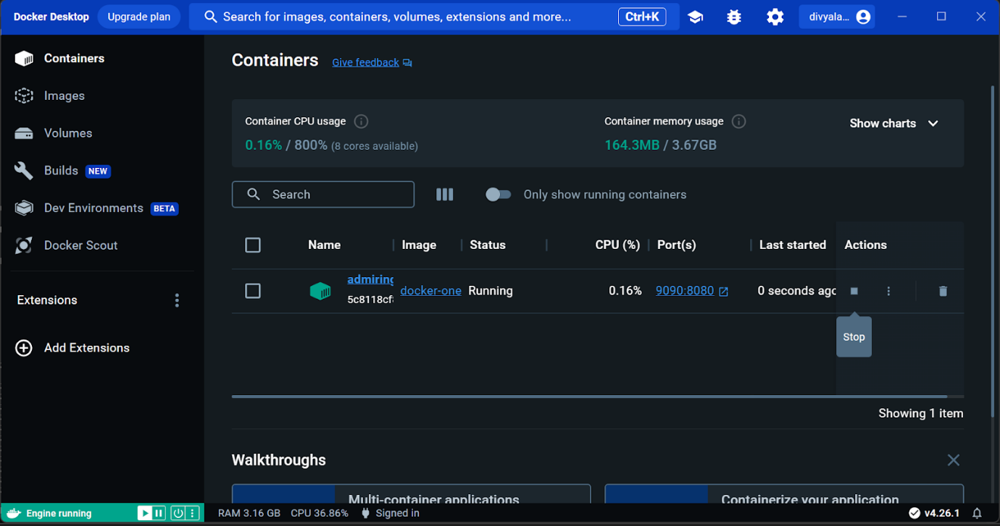 Docker Desktop Upgrade plan Search for images, containers, volumes, extensions and more... Ctrl+K divyala...
Containers
Images
Volumes
Builds NEW
Dev Environments BETA
Docker Scout
Extensions
Add Extensions
Containers Give feedback
Container CPU usage
0.16% / 800% (8 cores available)
Container memory usage
164.3MB / 3.67GB
Show charts
Search Only show running containers
Name Image Status CPU (%) Port(s) Last started Actions
admiring
5c8118cf
docker-one Running 0.16% 9090:8080 0 seconds ago
Stop
Showing 1 item
Walkthroughs
Multi-container applications Containerize your application
Engine running RAM 3.16 GB CPU 36.86% Signed in v4.26.1